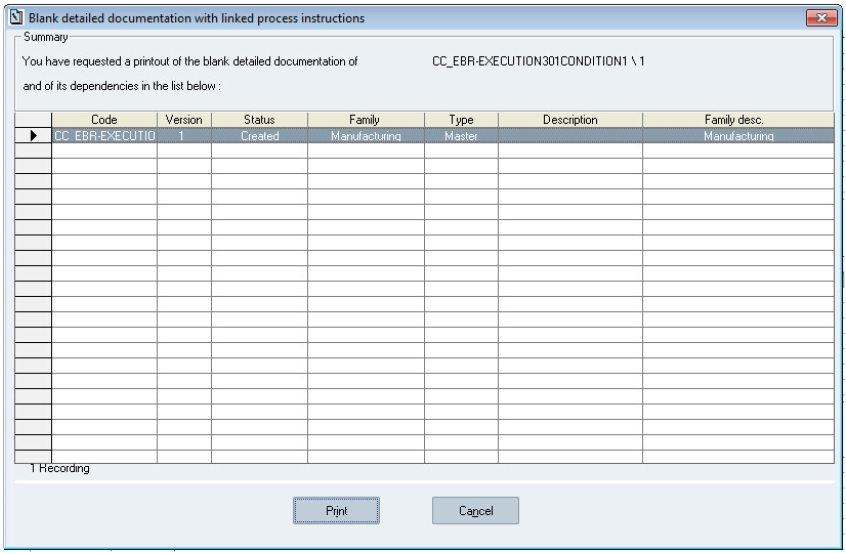 Blank detailed documentation with linked process instructions
Summary
You have requested a printout of the blank detailed documentation of CC_EBR-EXECUTION301CONDITION1 \ 1
and of its dependencies in the list below :
Code Version Status Family Type Description Family desc.
CC_EBR-EXECUTIO 1 Created Manufacturing Master Manufacturing
1 Recording
Print Cancel